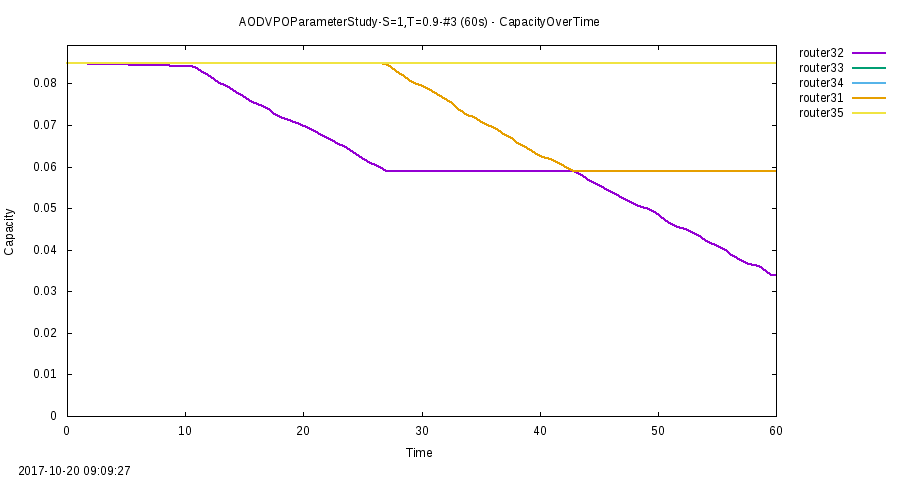 AODVPOParameterStudy-S=1,T=0.9-#3 (60s) - CapacityOverTime
router32
router33
router34
router31
router35
0.08
0.07
0.06
0.05
0.04
0.03
0.02
0.01
0
Capacity
0 10 20 30 40 50 60
Time
2017-10-20 09:09:27